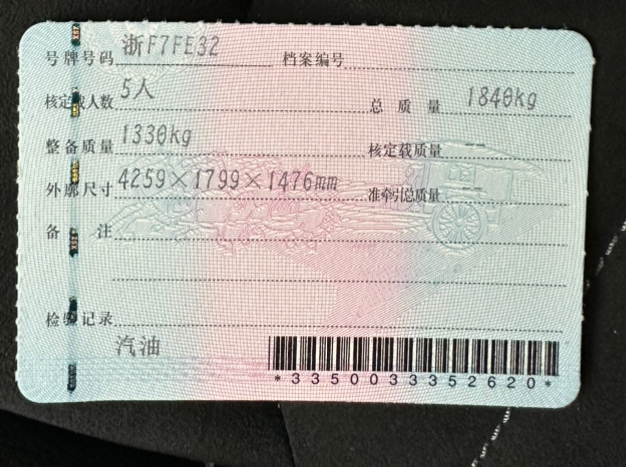 号牌号码 浙F7FE32 档案编号
核定载人数 5人 总质量 1840kg
整备质量 1330kg 核定载质量 --
外廓尺寸 4259×1799×1476mm 准牵引总质量 --
备注
检验记录
汽油
*3350033352620*